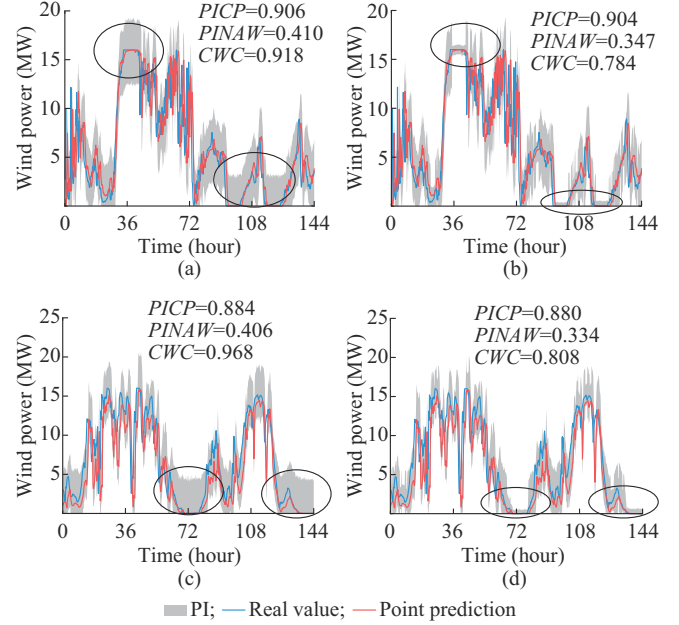 20
15
10
5
Wind power (MW)
PICP=0.906
PINAW=0.410
CWC=0.918
0 36 72 108 144
Time (hour)
(a)
20
15
10
5
Wind power (MW)
PICP=0.904
PINAW=0.347
CWC=0.784
0 36 72 108 144
Time (hour)
(b)
25
20
15
10
5
Wind power (MW)
PICP=0.884
PINAW=0.406
CWC=0.968
0 36 72 108 144
Time (hour)
(c)
25
20
15
10
5
Wind power (MW)
PICP=0.880
PINAW=0.334
CWC=0.808
0 36 72 108 144
Time (hour)
(d)
PI; Real value; Point prediction